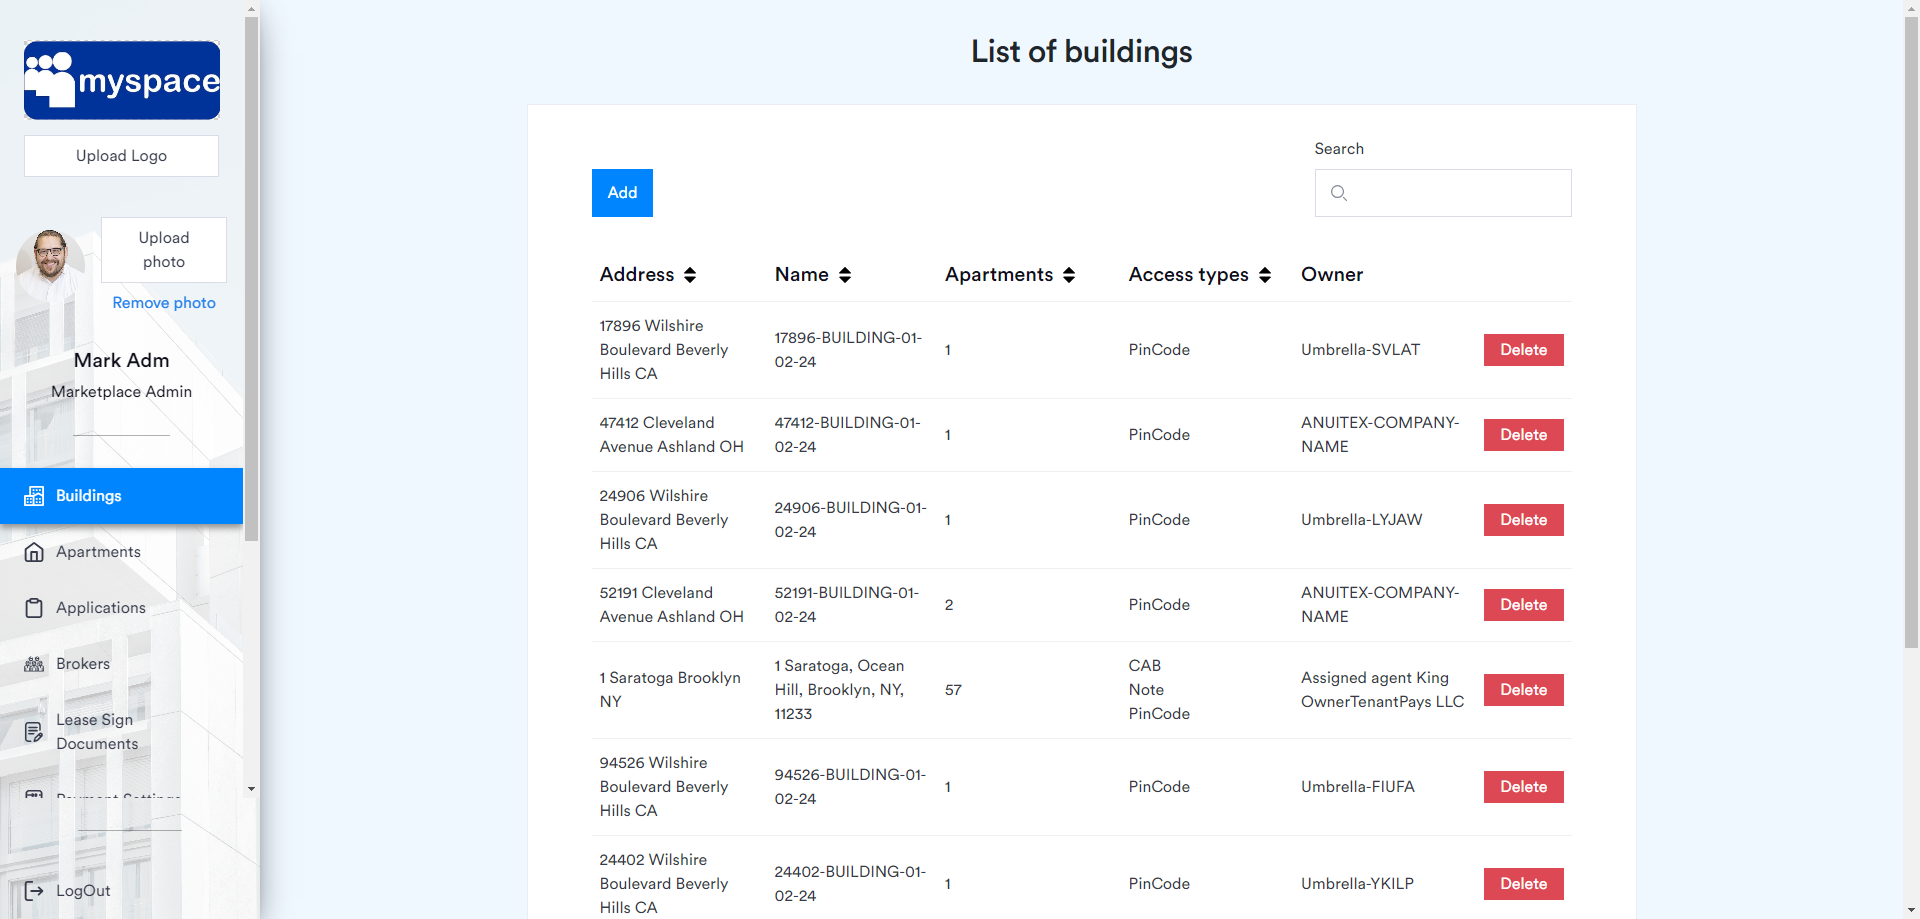 myspace
Upload Logo
Upload
photo
Remove photo
Mark Adm
Marketplace Admin
Buildings
Apartments
Applications
Brokers
Lease Sign
Documents
Payment Settings
LogOut
List of buildings
Search
Add
Address Name Apartments Access types Owner
17896 Wilshire
Boulevard Beverly
Hills CA
17896-BUILDING-01-
02-24
1
PinCode
Umbrella-SVLAT
Delete
47412 Cleveland
Avenue Ashland OH
47412-BUILDING-01-
02-24
1
PinCode
ANUITEX-COMPANY-
NAME
Delete
24906 Wilshire
Boulevard Beverly
Hills CA
24906-BUILDING-01-
02-24
1
PinCode
Umbrella-LYJAW
Delete
52191 Cleveland
Avenue Ashland OH
52191-BUILDING-01-
02-24
2
PinCode
ANUITEX-COMPANY-
NAME
Delete
1 Saratoga Brooklyn
NY
1 Saratoga, Ocean
Hill, Brooklyn, NY,
11233
57
CAB
Note
PinCode
Assigned agent King
OwnerTenantPays LLC
Delete
94526 Wilshire
Boulevard Beverly
Hills CA
94526-BUILDING-01-
02-24
1
PinCode
Umbrella-FIUFA
Delete
24402 Wilshire
Boulevard Beverly
Hills CA
24402-BUILDING-01-
02-24
1
PinCode
Umbrella-YKILP
Delete